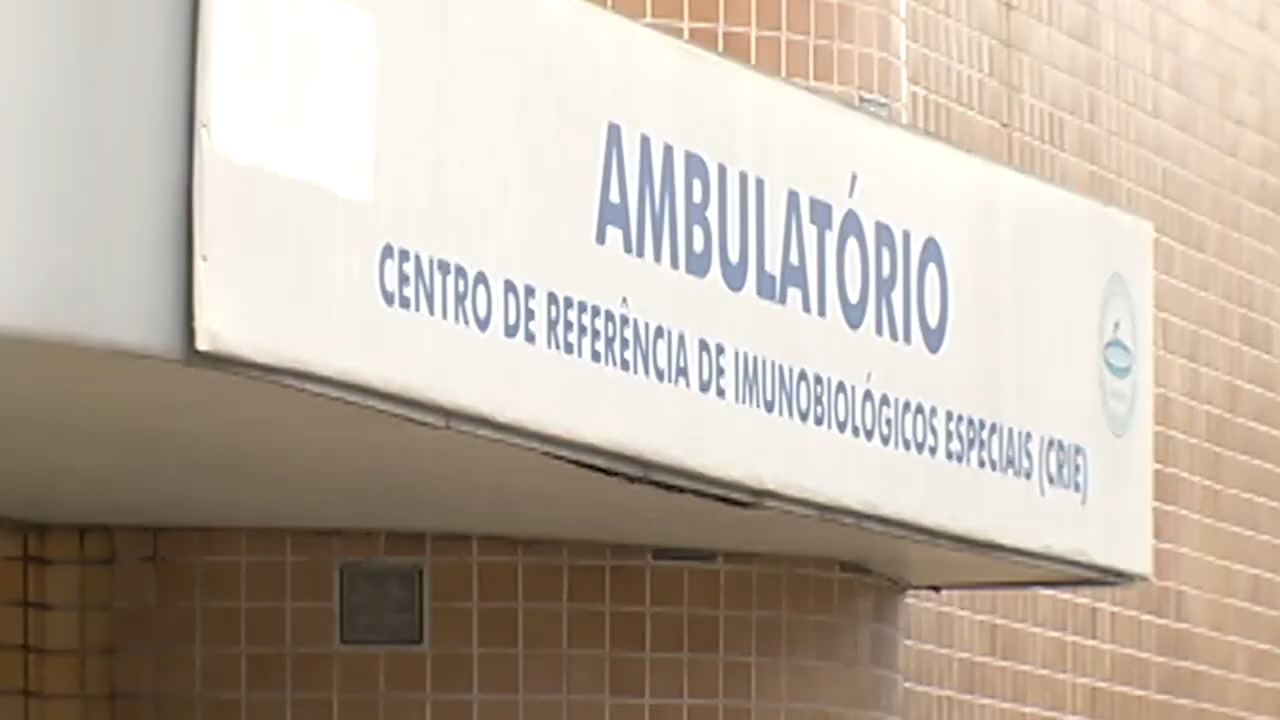 AMBULATÓRIO
CENTRO DE REFERÊNCIA DE IMUNOBIOLÓGICOS ESPECIAIS (CRIE)